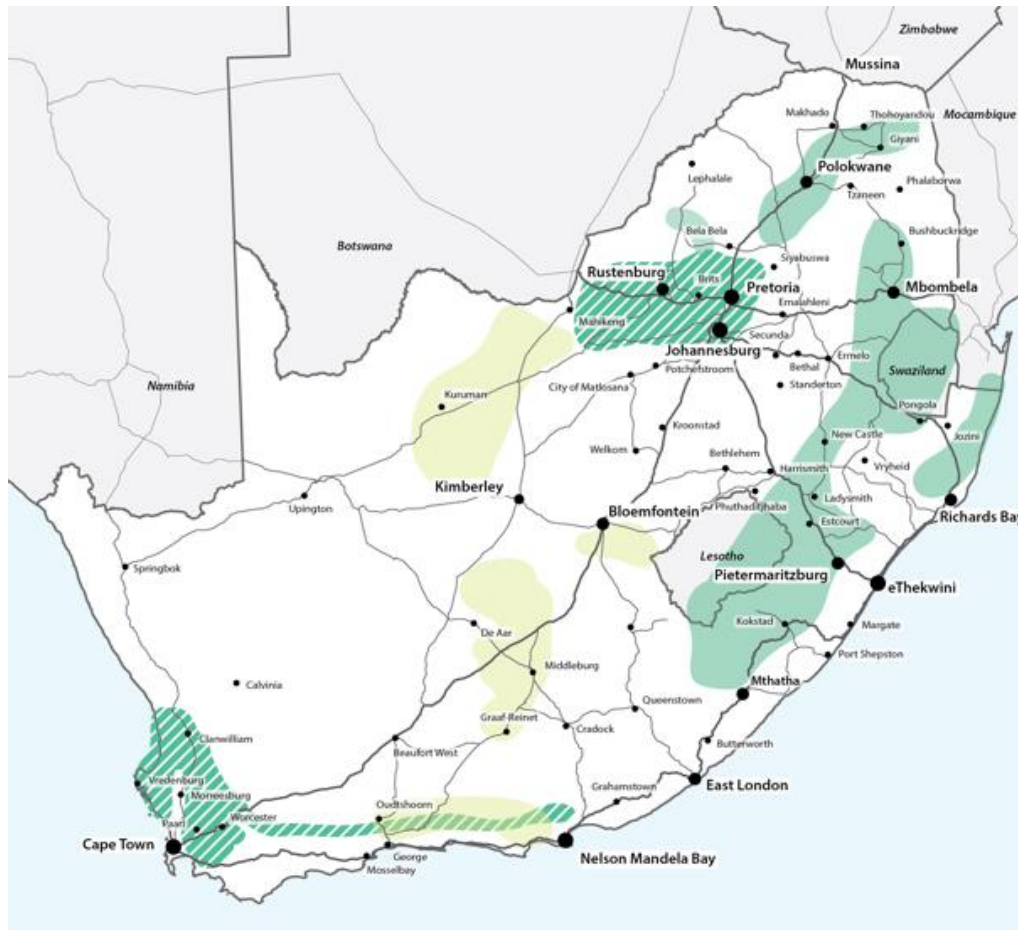 Zimbabwe
Mussina
Makhado
Thohoyandou
Mocambique
Giyani
Polokwane
Lephalale
Tzaneen
Phalaborwa
Bela Bela
Bushbuckridge
Botswana
Siyabuswa
Rustenburg
Brits
Pretoria
Mbombela
Emalahleni
Mahikeng
Secunda
Johannesburg
Ermelo
Bethal
Potchefstroom
Swaziland
Namibia
City of Matlosana
Standerton
Kuruman
Pongola
Jozini
Kroonstad
New Castle
Welkom
Bethlehem
Harrismith
Vryheid
Kimberley
Upington
Phuthaditjhaba
Ladysmith
Bloemfontein
Richards Bay
Estcourt
Lesotho
Springbok
Pietermaritzburg
eThekwini
Kokstad
Margate
De Aar
Port Shepston
Middleburg
Mthatha
Calvinia
Queenstown
Graaf-Reinet
Cradock
Clanwilliam
Beaufort West
Butterworth
Vredenburg
East London
Grahamstown
Morreesburg
Oudtshoorn
Paarl
Worcester
Cape Town
George
Nelson Mandela Bay
Mosselbay